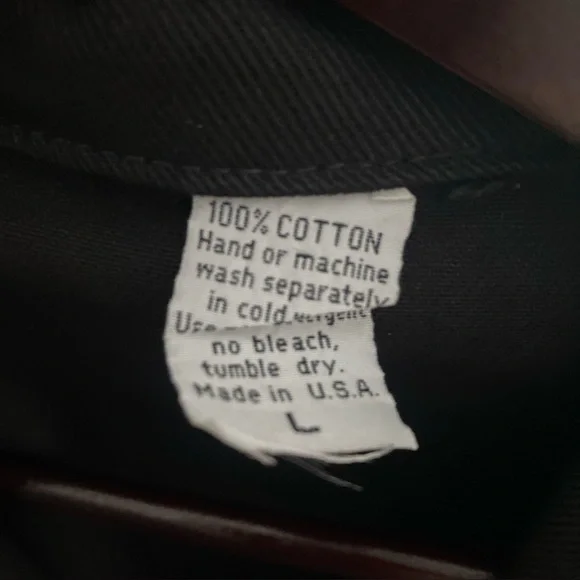 100% COTTON
Hand or machine
wash separately
in cold
Use
no bleach,
tumble dry.
Made in U.S.A.
L